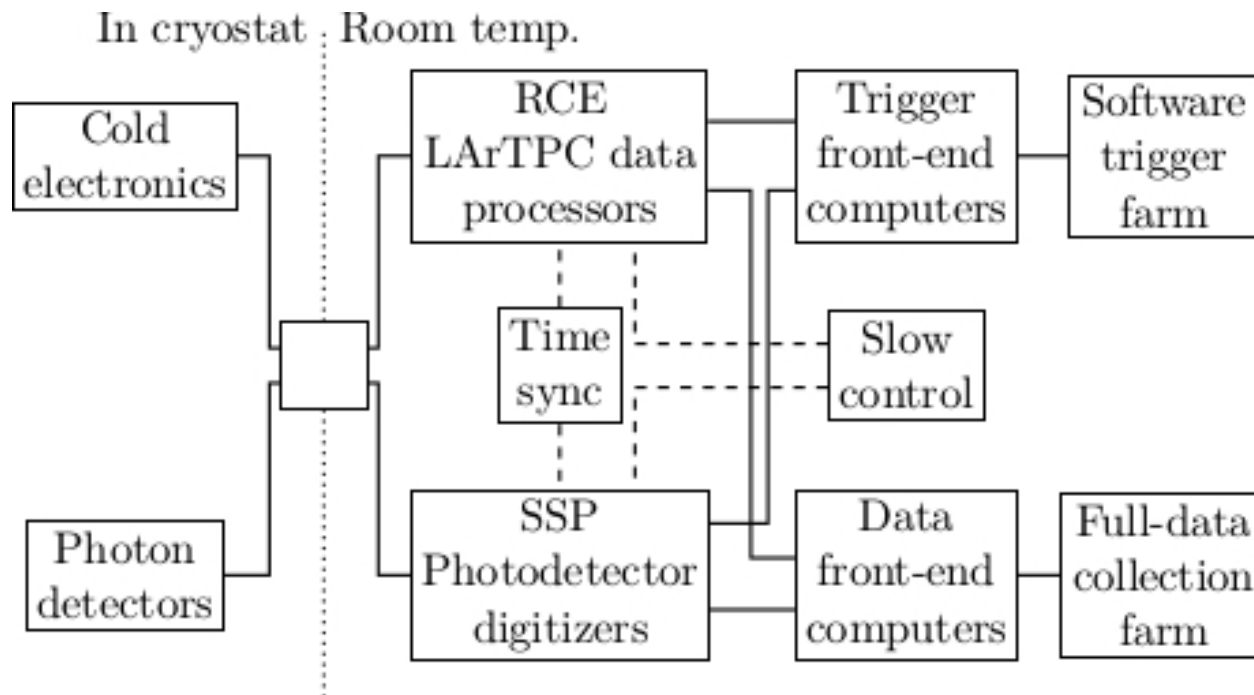 In cryostat
Room temp.
Cold
electronics
RCE
LArTPC data
processors
Trigger
front-end
computers
Software
trigger
farm
Time
sync
Slow
control
Photon
detectors
SSP
Photodetector
digitizers
Data
front-end
computers
Full-data
collection
farm